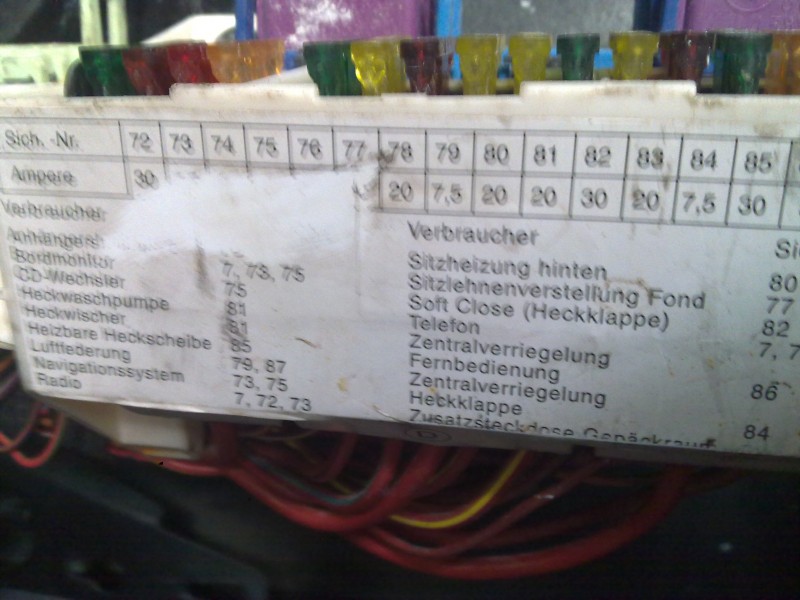 Sich. -Nr. 72 73 74 75 76 77 78 79 80 81 82 83 84 85
Ampere 30 20 7,5 20 20 30 20 7,5 30
Verbraucher
Bordmonitor 7, 73, 75
CD-Wechsler 75
Heckwaschpumpe 81
Heckwischer 81
Heizbare Heckscheibe 85
Luftfederung 79, 87
Navigationssystem 73, 75
Radio 7, 72, 73
Verbraucher
Sitzheizung hinten 80
Sitzlehnenverstellung Fond 77
Soft Close (Heckklappe) 82
Telefon 7, 7
Zentralverriegelung
Fernbedienung 86
Zentralverriegelung
Heckklappe 84
Zusatzsteckdose